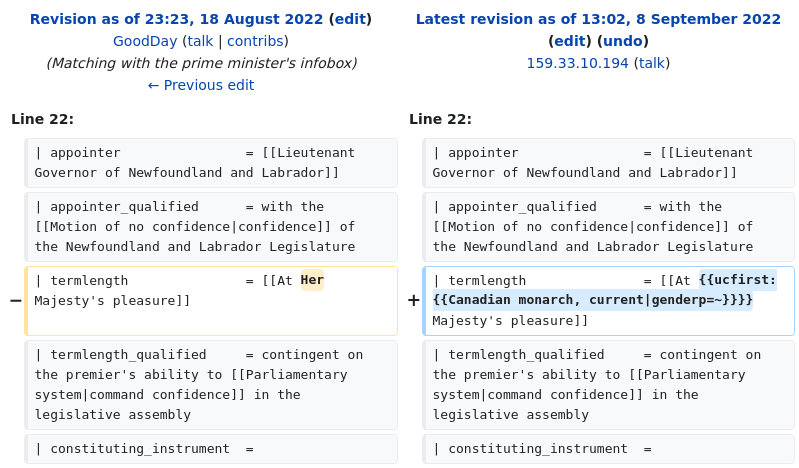 Revision as of 23:23, 18 August 2022 (edit)
GoodDay (talk | contribs)
(Matching with the prime minister's infobox)
← Previous edit
Latest revision as of 13:02, 8 September 2022
(edit) (undo)
159.33.10.194 (talk)
Line 22:
Line 22:
| appointer                = [[Lieutenant
Governor of Newfoundland and Labrador]]
| appointer                = [[Lieutenant
Governor of Newfoundland and Labrador]]
| appointer_qualified      = with the
[[Motion of no confidence|confidence]] of
the Newfoundland and Labrador Legislature
| appointer_qualified      = with the
[[Motion of no confidence|confidence]] of
the Newfoundland and Labrador Legislature
−
| termlength               = [[At Her
Majesty's pleasure]]
+
| termlength               = [[At {{ucfirst:
{{Canadian monarch, current|genderp=~}}}}
Majesty's pleasure]]
| termlength_qualified     = contingent on
the premier's ability to [[Parliamentary
system|command confidence]] in the
legislative assembly
| termlength_qualified     = contingent on
the premier's ability to [[Parliamentary
system|command confidence]] in the
legislative assembly
| constituting_instrument  =
| constituting_instrument  =